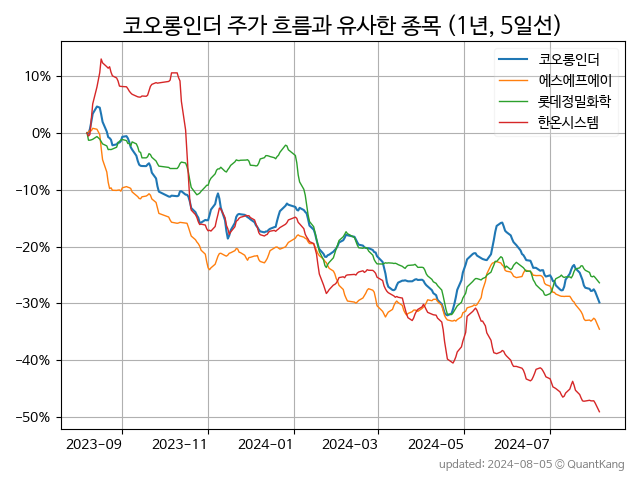 코오롱인더 주가 흐름과 유사한 종목 (1년, 5일선)
코오롱인더
에스에프에이
롯데정밀화학
한온시스템
10%
0%
−10%
−20%
−30%
−40%
−50%
2023-09 2023-11 2024-01 2024-03 2024-05 2024-07
updated: 2024-08-05 © QuantKang